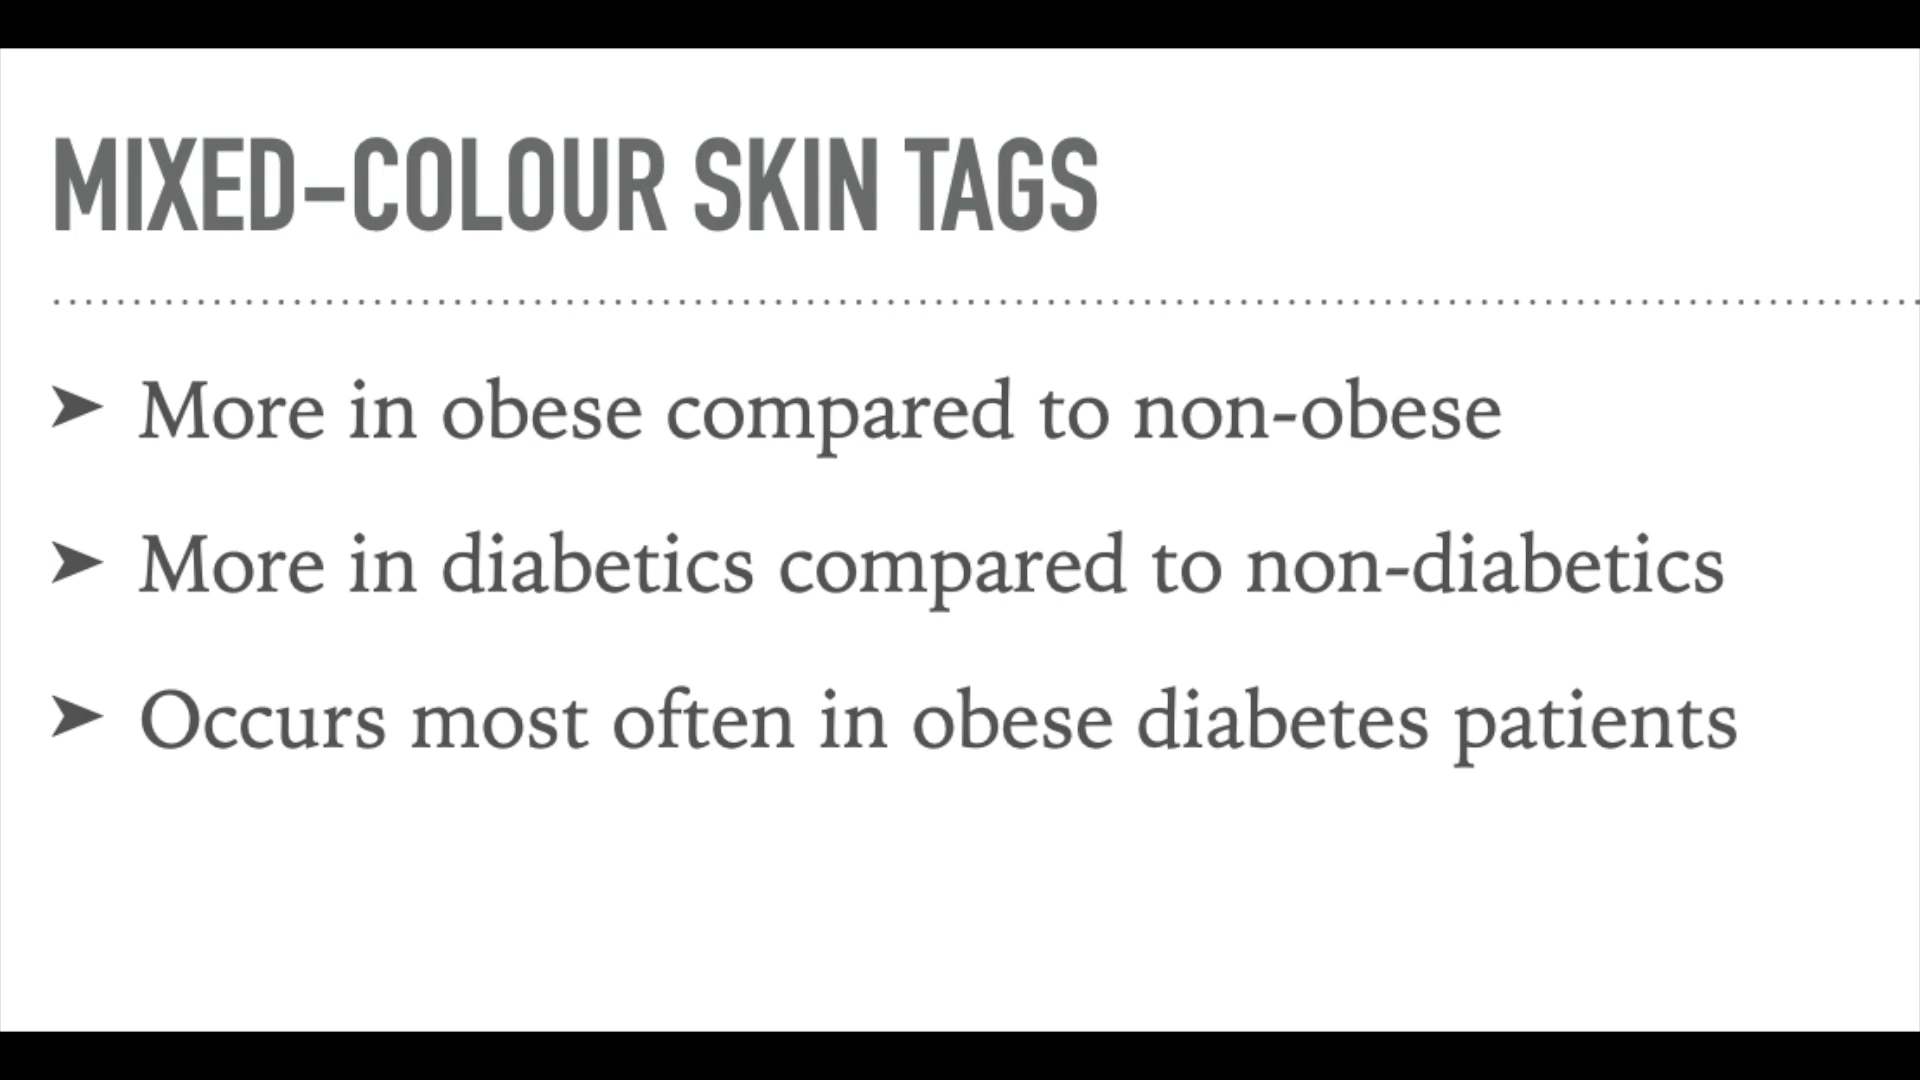 MIXED-COLOUR SKIN TAGS
➤ More in obese compared to non-obese
➤ More in diabetics compared to non-diabetics
➤ Occurs most often in obese diabetes patients